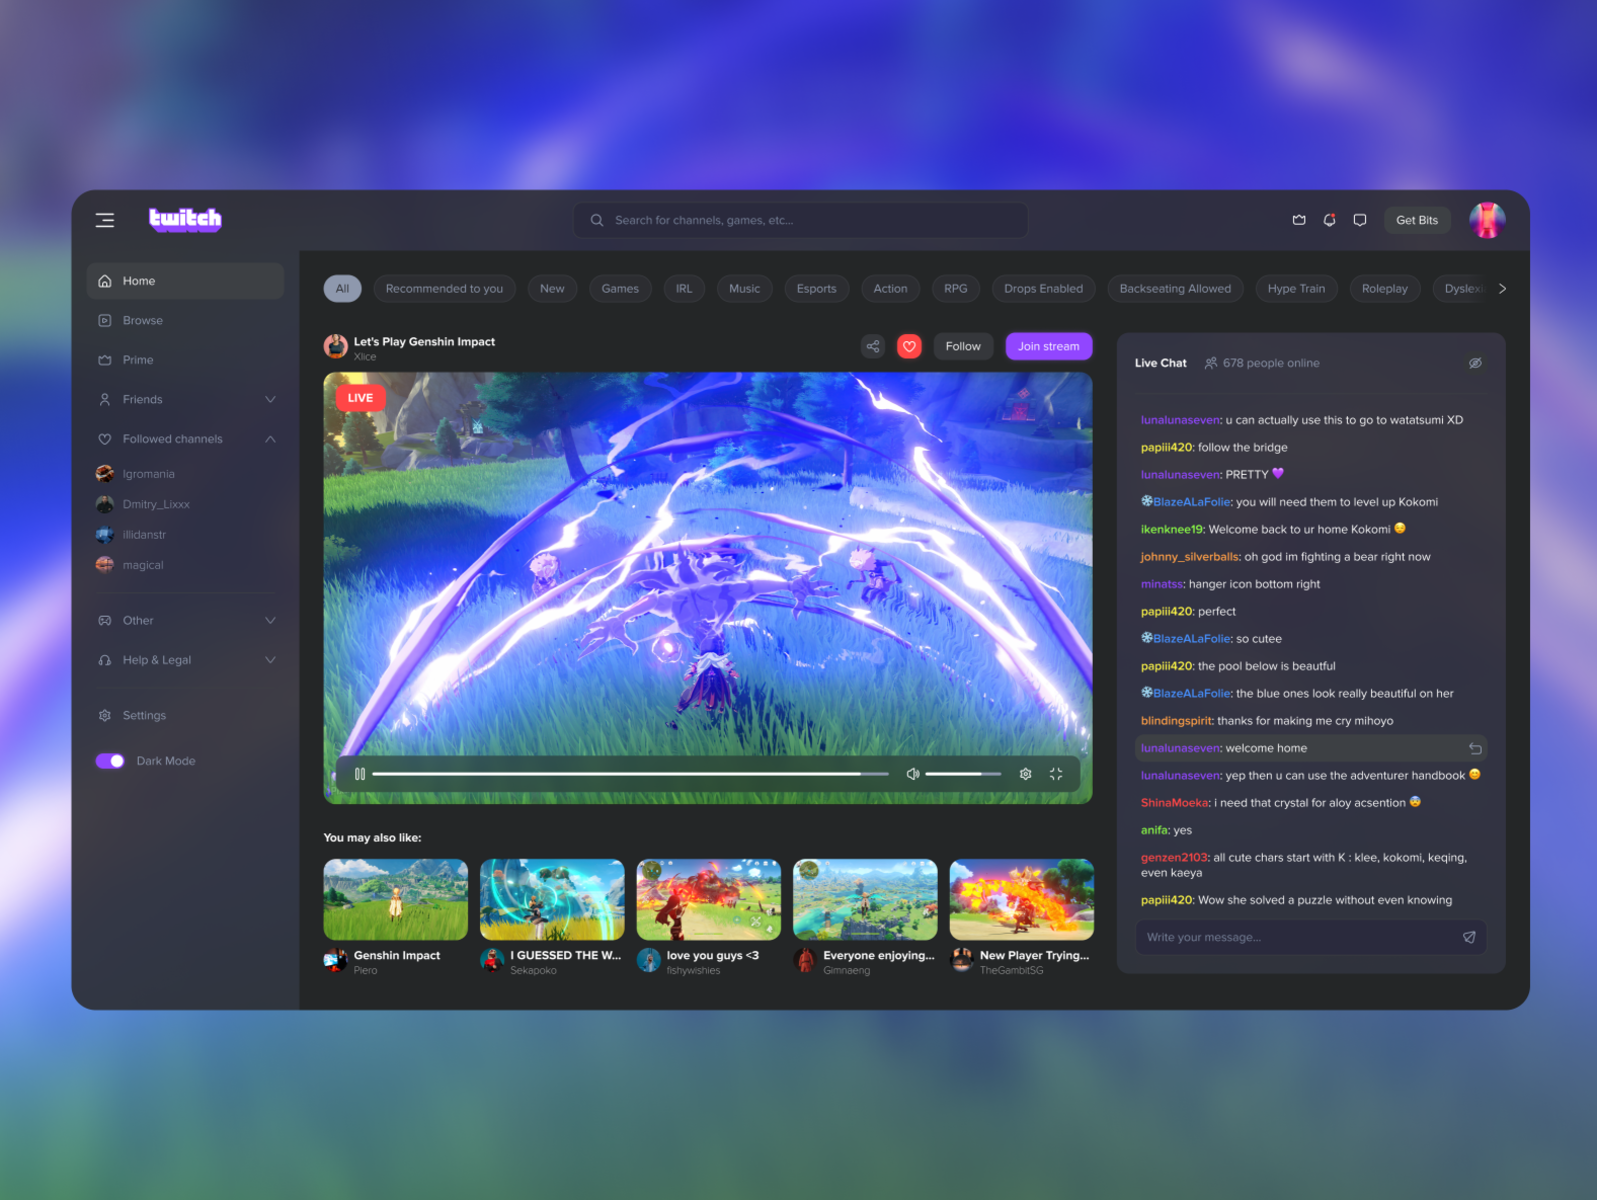 twitch
Search for channels, games, etc...
Get Bits
Home
Browse
Prime
Friends
Followed channels
Igromania
Dmitry_Lixxx
illidanstr
magical
Other
Help & Legal
Settings
Dark Mode
All
Recommended to you
New
Games
IRL
Music
Esports
Action
RPG
Drops Enabled
Backseating Allowed
Hype Train
Roleplay
Dyslexi
Let's Play Genshin Impact
Xlice
Follow
Join stream
LIVE
You may also like:
Genshin Impact
Piero
I GUESSED THE W...
Sekapoko
love you guys <3
fishywishies
Everyone enjoying...
Gimnaeng
New Player Trying...
TheGambitSG
Live Chat
678 people online
lunalunaseven: u can actually use this to go to watatsumi XD
papiii420: follow the bridge
lunalunaseven: PRETTY 💜
❄BlazeALaFolie: you will need them to level up Kokomi
ikenknee19: Welcome back to ur home Kokomi 😏
johnny_silverballs: oh god im fighting a bear right now
minatss: hanger icon bottom right
papiii420: perfect
❄BlazeALaFolie: so cutee
papiii420: the pool below is beautful
❄BlazeALaFolie: the blue ones look really beautiful on her
blindingspirit: thanks for making me cry mihoyo
lunalunaseven: welcome home
lunalunaseven: yep then u can use the adventurer handbook 😊
ShinaMoeka: i need that crystal for aloy acsention 😨
anifa: yes
genzen2103: all cute chars start with K : klee, kokomi, keqing,
even kaeya
papiii420: Wow she solved a puzzle without even knowing
Write your message...